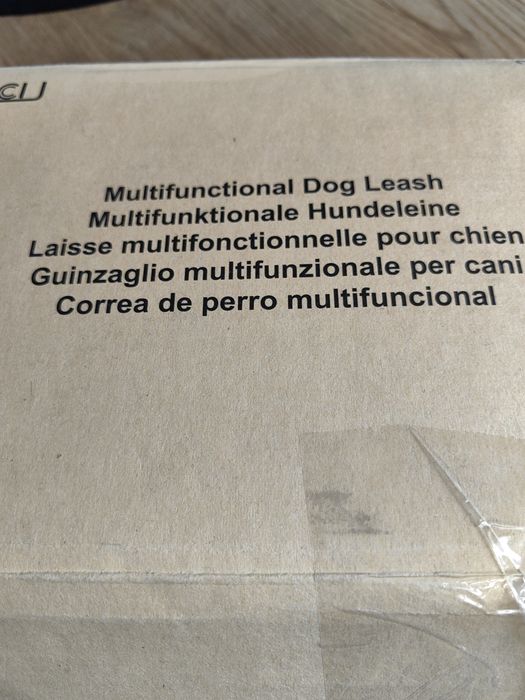 Multifunctional Dog Leash
Multifunktionale Hundeleine
Laisse multifonctionnelle pour chien
Guinzaglio multifunzionale per cani
Correa de perro multifuncional